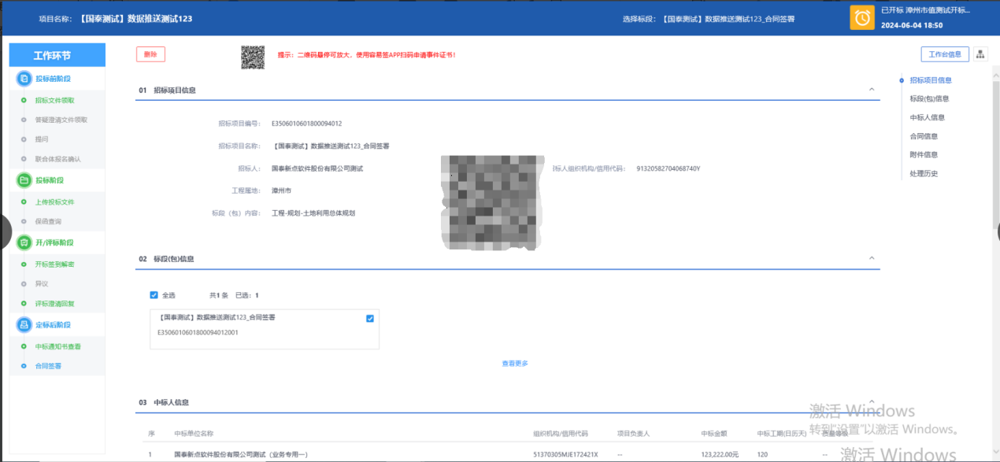 项目名称: 【国泰测试】数据推送测试123
选择标段: 【国泰测试】数据推送测试123_合同签署
已开标 漳州市值测试开标...
2024-06-04 18:50
工作环节
删除
提示: 二维码悬停可放大, 使用容易签APP扫码申请事件证书!
工作台信息
投标前阶段
招标文件领取
答疑澄清文件领取
提问
联合体报名确认
投标阶段
上传投标文件
保函查询
开/评标阶段
开标签到解密
异议
评标澄清回复
定标后阶段
中标通知书查看
合同签署
01 招标项目信息
招标项目编号: E3506010601800094012
招标项目名称: 【国泰测试】数据推送测试123_合同签署
招标人: 国泰新点软件股份有限公司测试
标人组织机构/信用代码: 91320582704068740Y
工程属地: 漳州市
标段（包）内容: 工程-规划-土地利用总体规划
02 标段(包)信息
全选 共1 条 已选: 1
【国泰测试】数据推送测试123_合同签署
E3506010601800094012001
查看更多
03 中标人信息
序 中标单位名称 组织机构/信用代码 项目负责人 中标金额 中标工期(日历天) 质量等级
1 国泰新点软件股份有限公司测试（业务专用一） 51370305MJE172421X -- 123,222.00元 120 --
招标项目信息
标段(包)信息
中标人信息
合同信息
附件信息
处理历史
激活 Windows
转到"设置"以激活 Windows。
激活 Windows